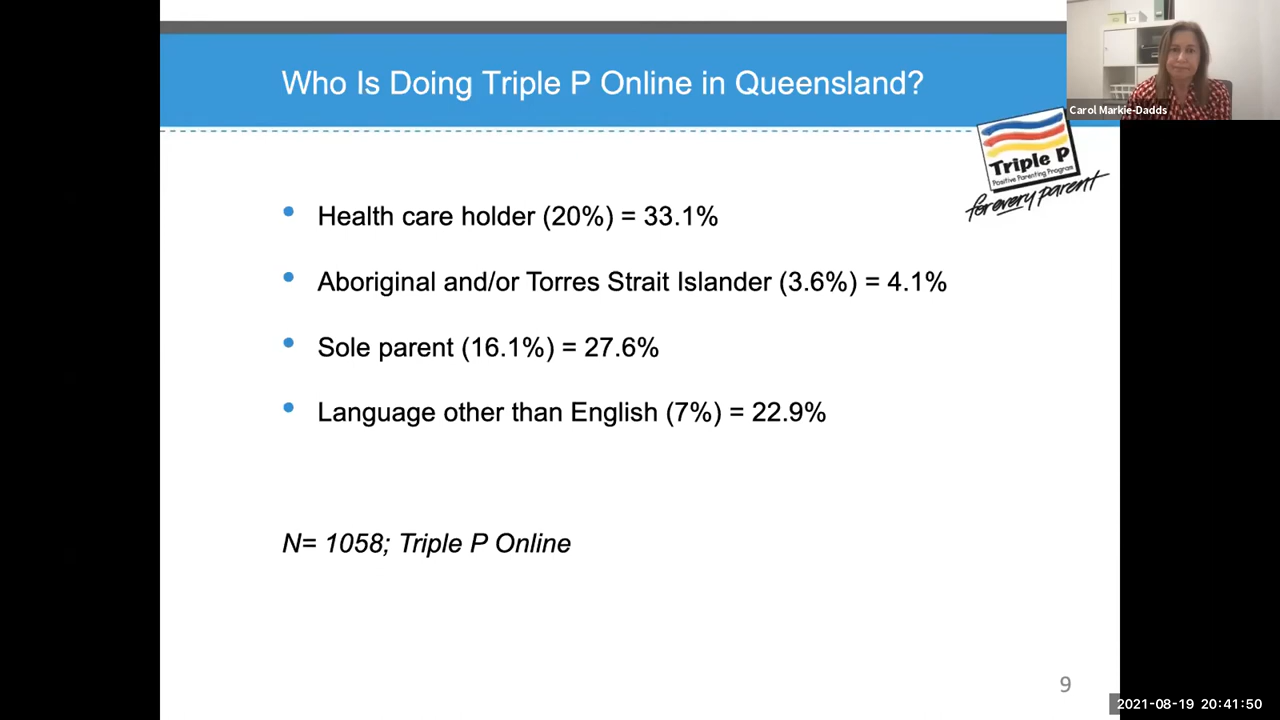 Who Is Doing Triple P Online in Queensland?
Carol Markie-Dadds
Triple P
Positive Parenting Program
for every parent
• Health care holder (20%) = 33.1%
• Aboriginal and/or Torres Strait Islander (3.6%) = 4.1%
• Sole parent (16.1%) = 27.6%
• Language other than English (7%) = 22.9%
N= 1058; Triple P Online
9
2021-08-19 20:41:50